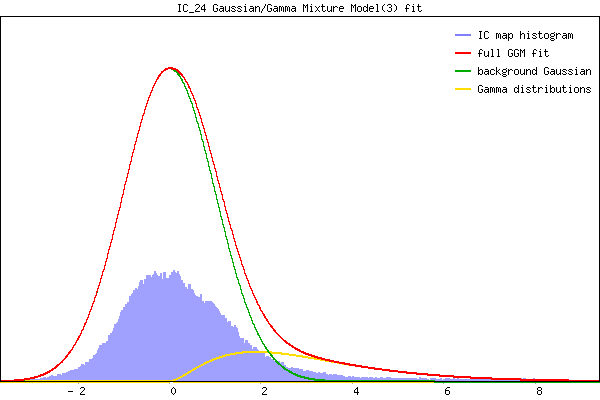 IC_24 Gaussian/Gamma Mixture Model(3) fit
IC map histogram
full GGM fit
background Gaussian
Gamma distributions
-2 0 2 4 6 8